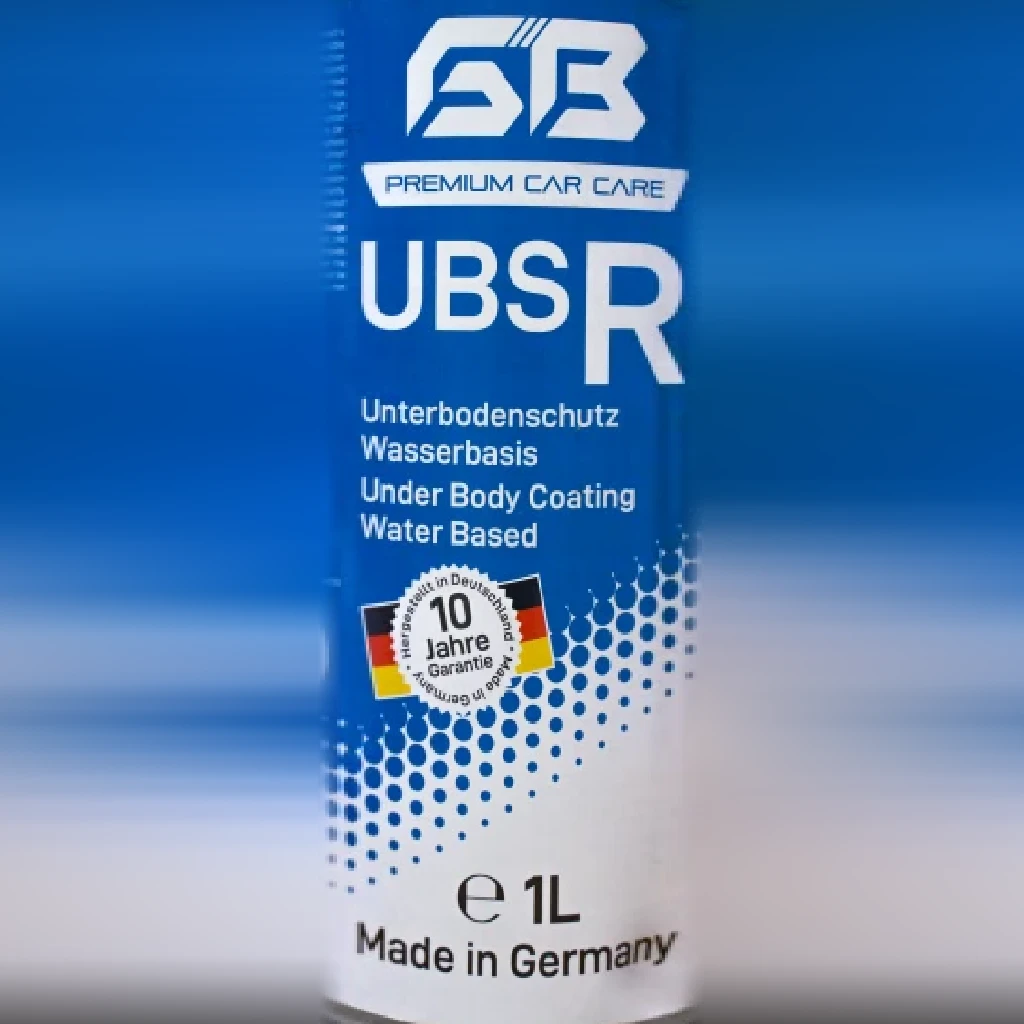 GB
PREMIUM CAR CARE
UBSR
Unterbodenschutz
Wasserbasis
Under Body Coating
Water Based
Hergestellt in Deutschland
10
Jahre
Garantie
Made in Germany
℮ 1L
Made in Germany